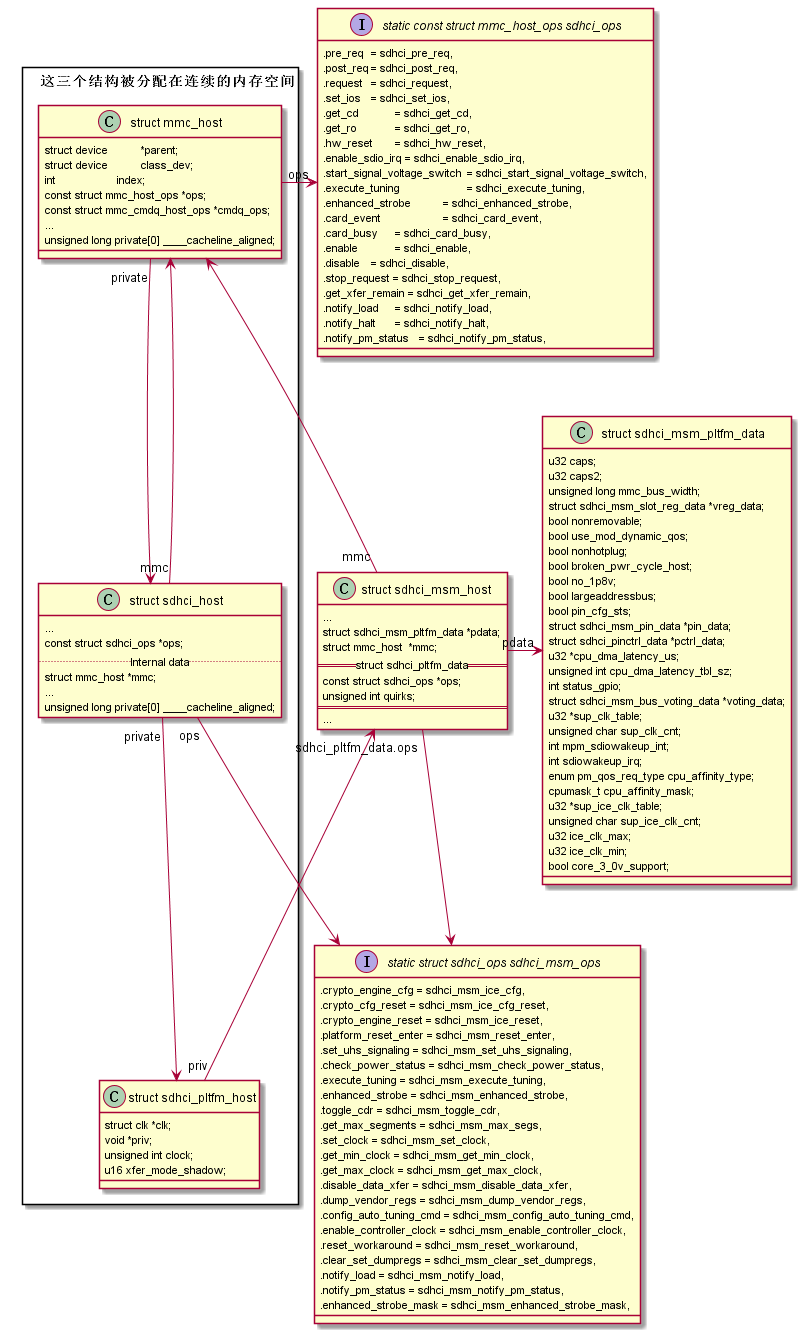 I static const struct mmc_host_ops sdhci_ops
.pre_req = sdhci_pre_req,
.post_req = sdhci_post_req,
.request = sdhci_request,
.set_ios = sdhci_set_ios,
.get_cd = sdhci_get_cd,
.get_ro = sdhci_get_ro,
.hw_reset = sdhci_hw_reset,
.enable_sdio_irq = sdhci_enable_sdio_irq,
.start_signal_voltage_switch = sdhci_start_signal_voltage_switch,
.execute_tuning = sdhci_execute_tuning,
.enhanced_strobe = sdhci_enhanced_strobe,
.card_event = sdhci_card_event,
.card_busy = sdhci_card_busy,
.enable = sdhci_enable,
.disable = sdhci_disable,
.stop_request = sdhci_stop_request,
.get_xfer_remain = sdhci_get_xfer_remain,
.notify_load = sdhci_notify_load,
.notify_halt = sdhci_notify_halt,
.notify_pm_status = sdhci_notify_pm_status,
这三个结构被分配在连续的内存空间
C struct mmc_host
struct device *parent;
struct device class_dev;
int index;
const struct mmc_host_ops *ops;
const struct mmc_cmdq_host_ops *cmdq_ops;
...
unsigned long private[0] ____cacheline_aligned;
ops
private
mmc
mmc
C struct sdhci_host
...
const struct sdhci_ops *ops;
Internal data
struct mmc_host *mmc;
...
unsigned long private[0] ____cacheline_aligned;
C struct sdhci_msm_host
...
struct sdhci_msm_pltfm_data *pdata;
struct mmc_host *mmc;
struct sdhci_pltfm_data
const struct sdhci_ops *ops;
unsigned int quirks;
...
pdata
C struct sdhci_msm_pltfm_data
u32 caps;
u32 caps2;
unsigned long mmc_bus_width;
struct sdhci_msm_slot_reg_data *vreg_data;
bool nonremovable;
bool use_mod_dynamic_qos;
bool nonhotplug;
bool broken_pwr_cycle_host;
bool no_1p8v;
bool largeaddressbus;
bool pin_cfg_sts;
struct sdhci_msm_pin_data *pin_data;
struct sdhci_pinctrl_data *pctrl_data;
u32 *cpu_dma_latency_us;
unsigned int cpu_dma_latency_tbl_sz;
int status_gpio;
struct sdhci_msm_bus_voting_data *voting_data;
u32 *sup_clk_table;
unsigned char sup_clk_cnt;
int mpm_sdiowakeup_int;
int sdiowakeup_irq;
enum pm_qos_req_type cpu_affinity_type;
cpumask_t cpu_affinity_mask;
u32 *sup_ice_clk_table;
unsigned char sup_ice_clk_cnt;
u32 ice_clk_max;
u32 ice_clk_min;
bool core_3_0v_support;
private
ops
sdhci_pltfm_data.ops
I static struct sdhci_ops sdhci_msm_ops
.crypto_engine_cfg = sdhci_msm_ice_cfg,
.crypto_cfg_reset = sdhci_msm_ice_cfg_reset,
.crypto_engine_reset = sdhci_msm_ice_reset,
.platform_reset_enter = sdhci_msm_reset_enter,
.set_uhs_signaling = sdhci_msm_set_uhs_signaling,
.check_power_status = sdhci_msm_check_power_status,
.execute_tuning = sdhci_msm_execute_tuning,
.enhanced_strobe = sdhci_msm_enhanced_strobe,
.toggle_cdr = sdhci_msm_toggle_cdr,
.get_max_segments = sdhci_msm_max_segs,
.set_clock = sdhci_msm_set_clock,
.get_min_clock = sdhci_msm_get_min_clock,
.get_max_clock = sdhci_msm_get_max_clock,
.disable_data_xfer = sdhci_msm_disable_data_xfer,
.dump_vendor_regs = sdhci_msm_dump_vendor_regs,
.config_auto_tuning_cmd = sdhci_msm_config_auto_tuning_cmd,
.enable_controller_clock = sdhci_msm_enable_controller_clock,
.reset_workaround = sdhci_msm_reset_workaround,
.clear_set_dumpregs = sdhci_msm_clear_set_dumpregs,
.notify_load = sdhci_msm_notify_load,
.notify_pm_status = sdhci_msm_notify_pm_status,
.enhanced_strobe_mask = sdhci_msm_enhanced_strobe_mask,
priv
C struct sdhci_pltfm_host
struct clk *clk;
void *priv;
unsigned int clock;
u16 xfer_mode_shadow;